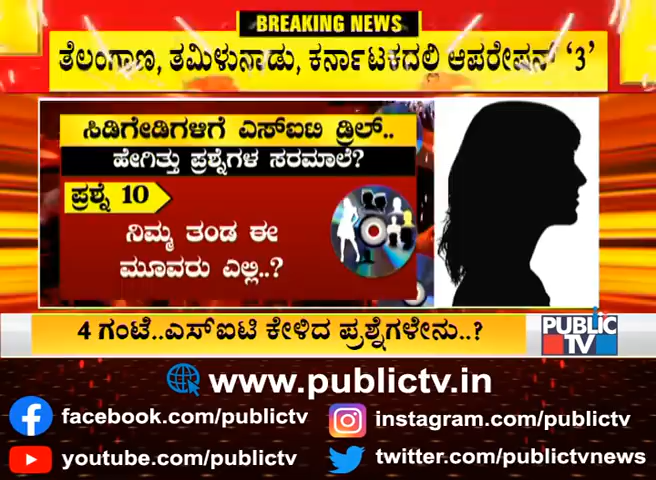 BREAKING NEWS
ತೆಲಂಗಾಣ, ತಮಿಳುನಾಡು, ಕರ್ನಾಟಕದಲ್ಲಿ ಆಪರೇಷನ್ ‘3’
ಸಿಡಿಗೇಡಿಗಳಿಗೆ ಎಸ್ಐಟಿ ಡ್ರಿಲ್..
ಹೇಗಿತ್ತು ಪ್ರಶ್ನೆಗಳ ಸರಮಾಲೆ?
ಪ್ರಶ್ನೆ 10
ನಿಮ್ಮ ತಂಡ ಈ
ಮೂವರು ಎಲ್ಲಿ..?
4 ಗಂಟೆ..ಎಸ್ಐಟಿ ಕೇಳಿದ ಪ್ರಶ್ನೆಗಳೇನು..?
PUBLIC
TV
www.publictv.in
facebook.com/publictv
instagram.com/publictv
youtube.com/publictv
twitter.com/publictvnews